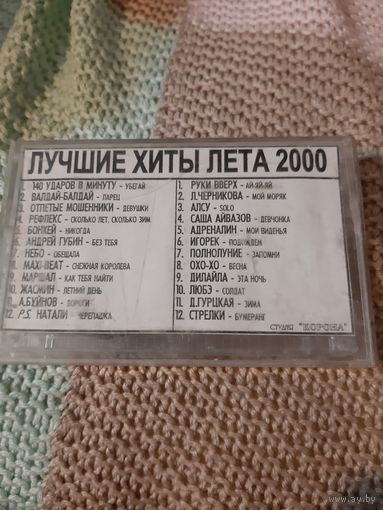 ЛУЧШИЕ ХИТЫ ЛЕТА 2000
1. 140 УДАРОВ В МИНУТУ - УБЕГАЙ
2. ВАЛДАЙ-БАЛДАЙ - ЛАРЕЦ
3. ОТПЕТЫЕ МОШЕННИКИ - ДЕВУШКИ
4. РЕФЛЕКС - СКОЛЬКО ЛЕТ, СКОЛЬКО ЗИМ
5. БОНХЕЙ - НИКОГДА
6. АНДРЕЙ ГУБИН - БЕЗ ТЕБЯ
7. НЕБО - ОБЕЩАЛА
8. MAXI-BEAT - СНЕЖНАЯ КОРОЛЕВА
9. МАРШАЛ - КАК ТЕБЯ НАЙТИ
10. ЖАСМИН - ЛЕТНИЙ ДЕНЬ
11. А.БУЙНОВ - ДОРОГИ
12. P.S. НАТАЛИ - ЧЕРЕПАШКА
1. РУКИ ВВЕРХ - АЙ-ЯЙ-ЯЙ
2. Л.ЧЕРНИКОВА - МОЙ МОРЯК
3. АЛСУ - SOLO
4. САША АЙВАЗОВ - ДЕВЧОНКА
5. АДРЕНАЛИН - МОИ ВИДЕНЬЯ
6. ИГОРЕК - ПОДОЖДЕМ
7. ПОЛНОЛУНИЕ - ЗАПОМНИ
8. ОХО-ХО - ВЕСНА
9. ДИЛАЙЛА - ЭТА НОЧЬ
10. ЛЮБЭ - СОЛДАТ
11. Д.ГУРЦКАЯ - ЗИМА
12. СТРЕЛКИ - БУМЕРАНГ
СТУДИЯ "КОРОНА"
www.ay.by